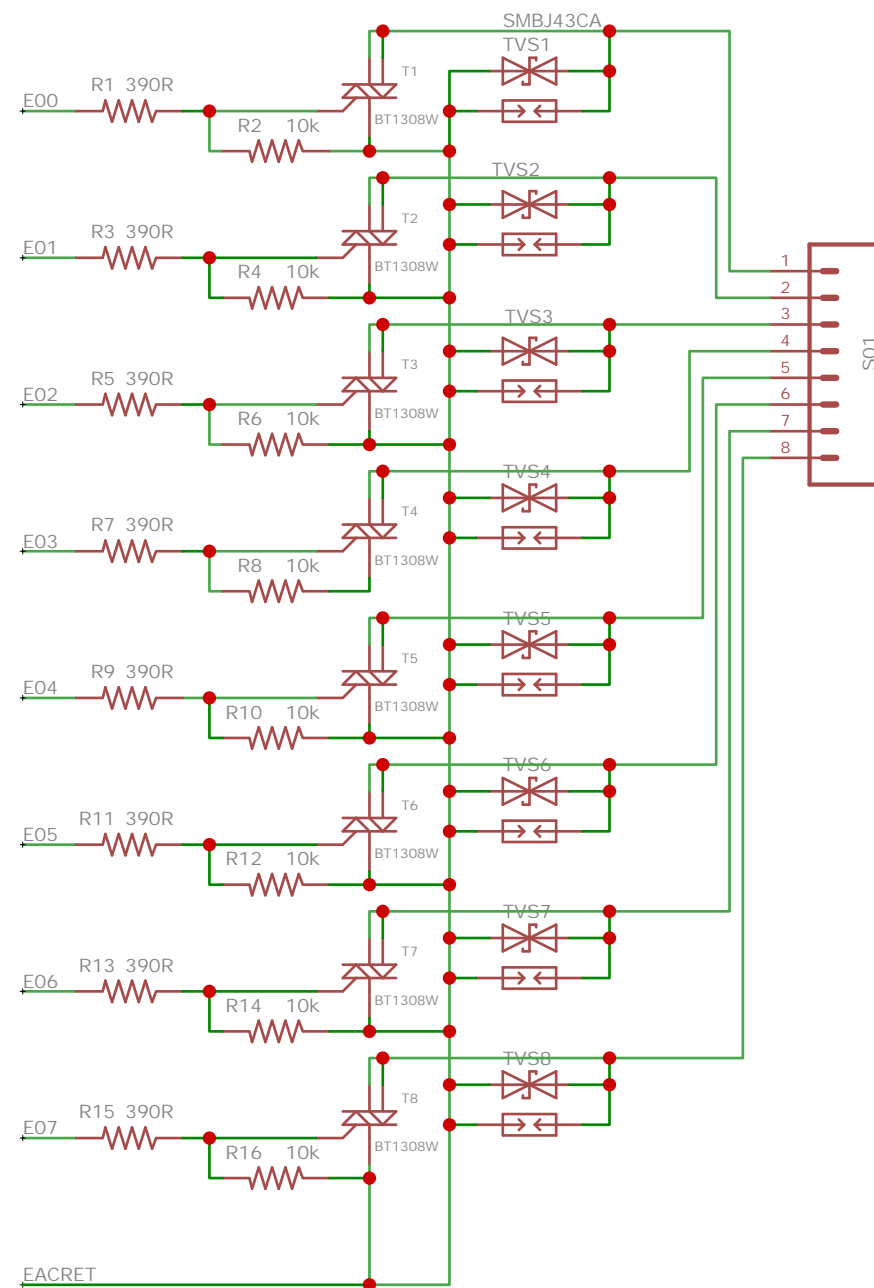 SMBJ43CA
TVS1
T1
R1 390R
E00
BT1308W
R2 10k
TVS2
T2
R3 390R
E01
BT1308W
R4 10k
1
2
TVS3
3
S01
4
T3
5
R5 390R
E02
BT1308W
6
R6 10k
7
8
TVS4
T4
R7 390R
E03
BT1308W
R8 10k
TVS5
T5
R9 390R
E04
BT1308W
R10 10k
TVS6
T6
R11 390R
E05
BT1308W
R12 10k
TVS7
T7
R13 390R
E06
BT1308W
R14 10k
TVS8
T8
R15 390R
E07
BT1308W
R16 10k
EACRET